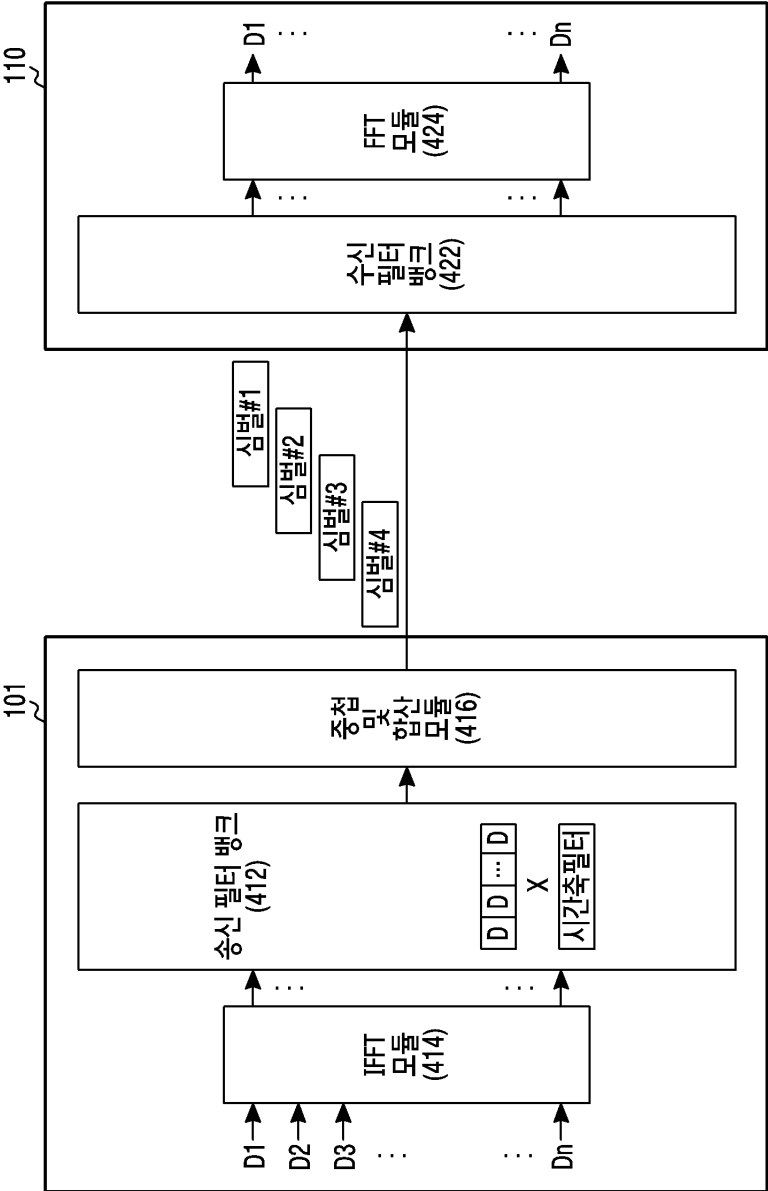 101
D1
D2
D3
...
...
Dn
IFFT
모듈
(414)
...
...
송신 필터 뱅크
(412)
D D ... D
X
시간축필터
중첩
및
합산
모듈
(416)
심벌#1
심벌#2
심벌#3
심벌#4
110
수신
필터
뱅크
(422)
...
...
FFT
모듈
(424)
D1
...
...
Dn